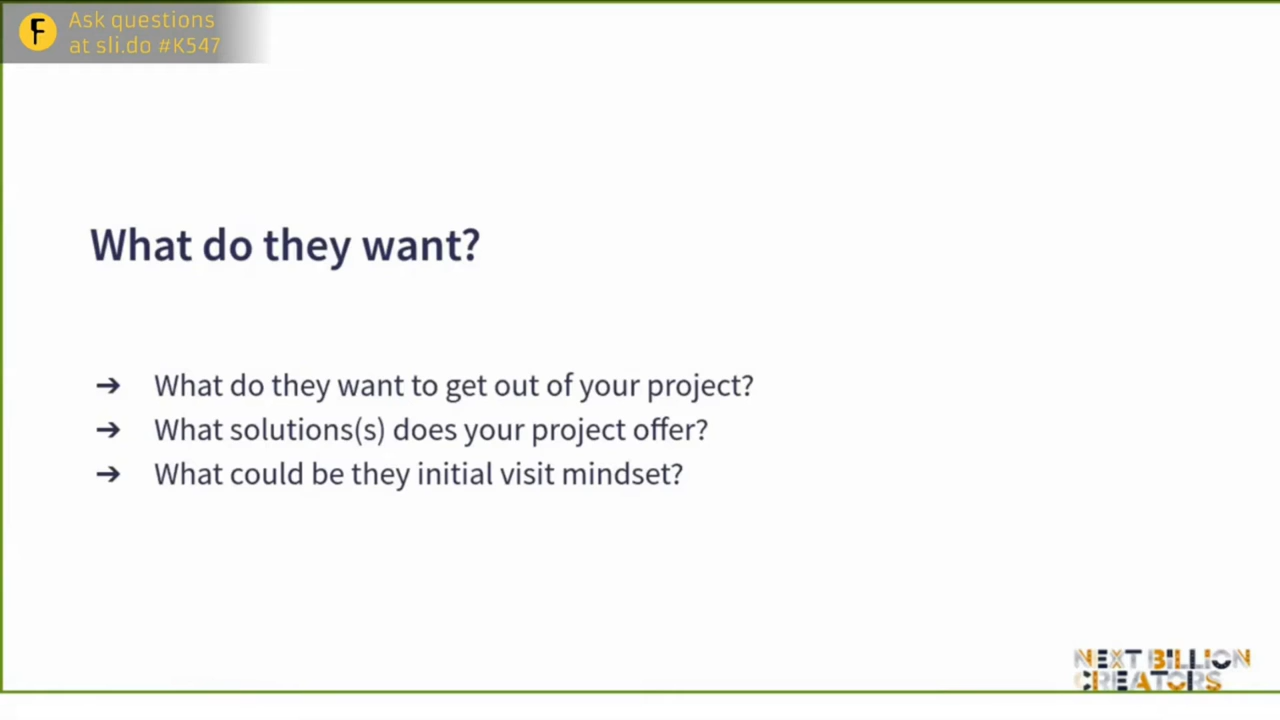 F
Ask questions
at sli.do #K547
What do they want?
➔ What do they want to get out of your project?
➔ What solutions(s) does your project offer?
➔ What could be they initial visit mindset?
NEXT BILLION
CREATORS